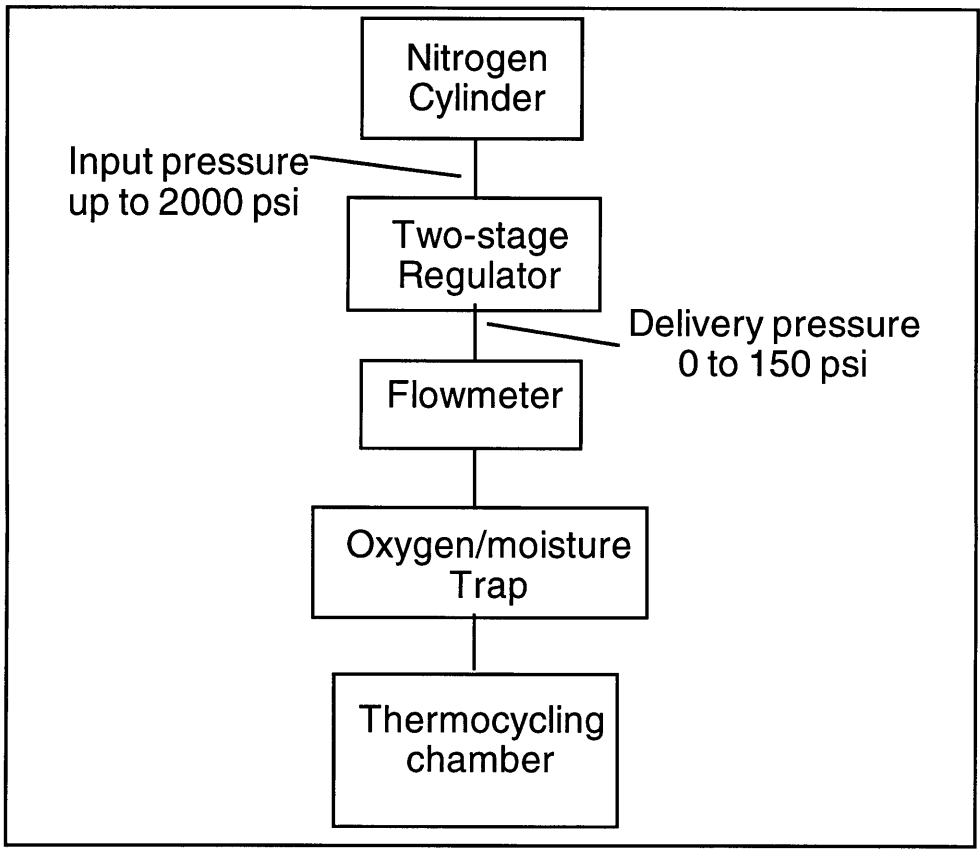 Nitrogen
Cylinder
Input pressure
up to 2000 psi
Two-stage
Regulator
Delivery pressure
0 to 150 psi
Flowmeter
Oxygen/moisture
Trap
Thermocycling
chamber